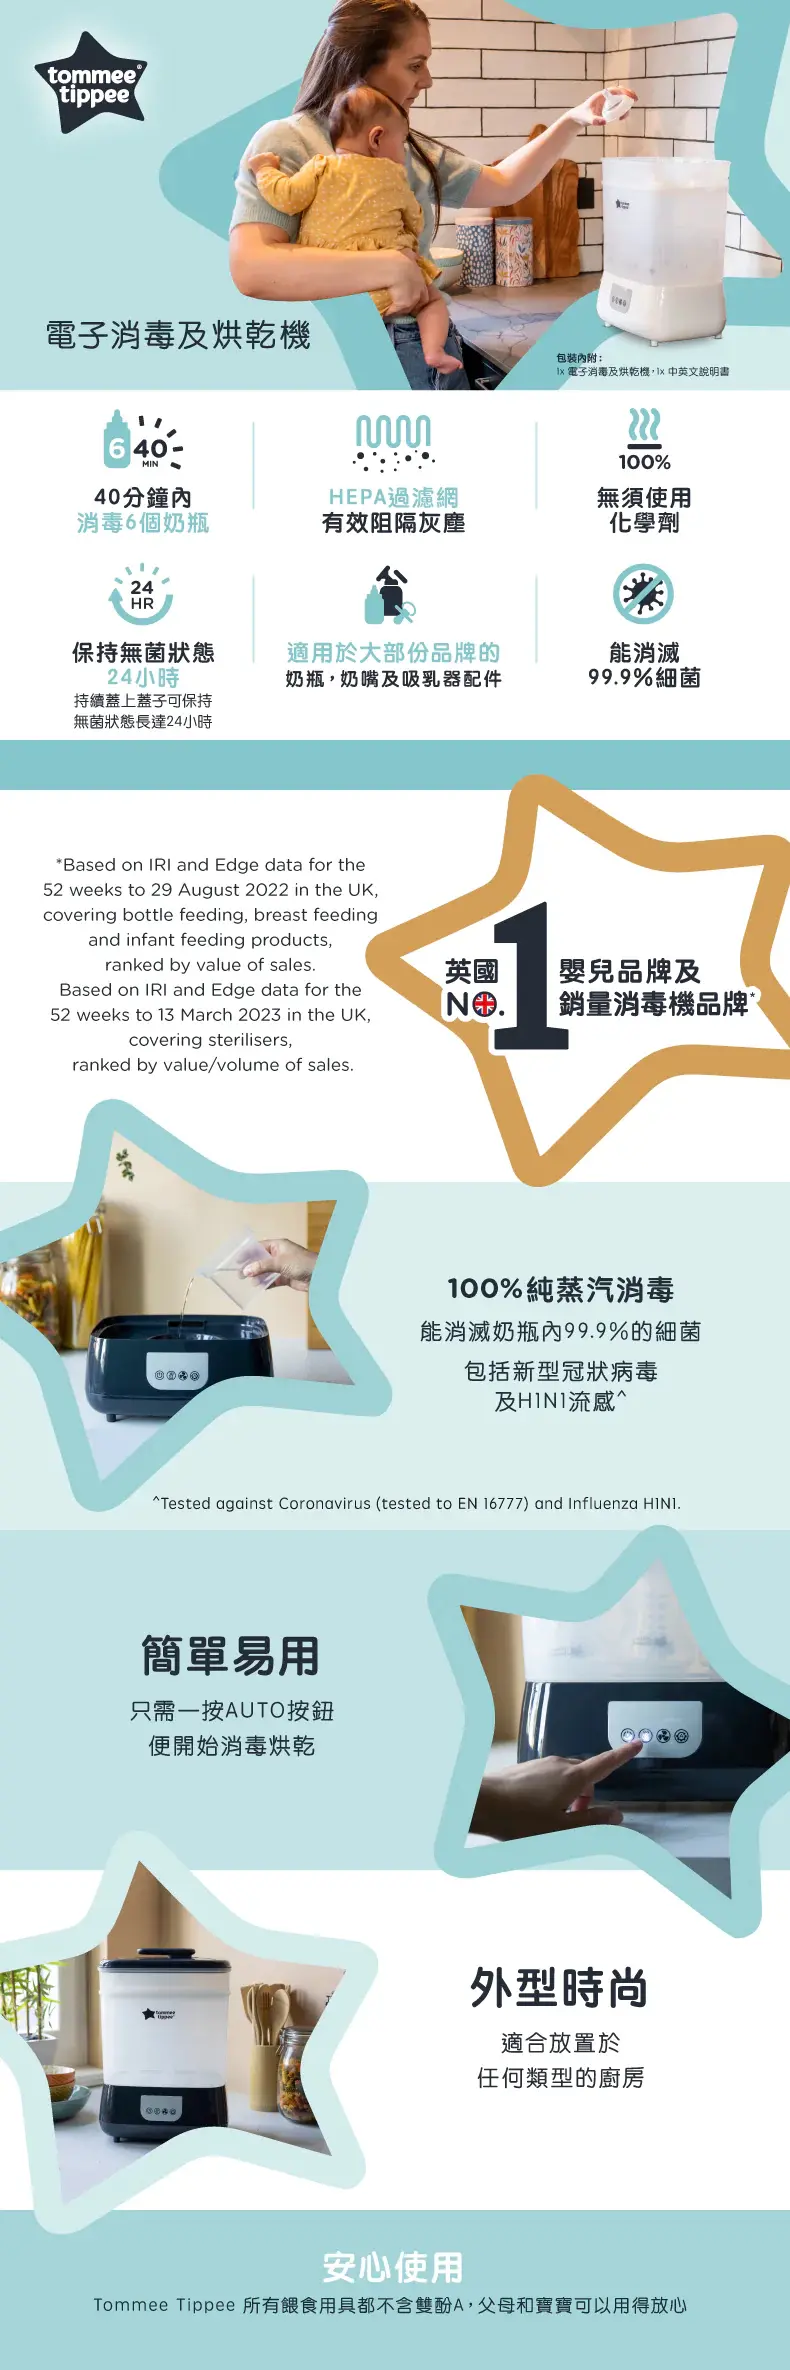 tommee
tippee
電子消毒及烘乾機
包裝內附:
1x 電子消毒及烘乾機,1x 中英文說明書
6 40
MIN
40分鐘內
消毒6個奶瓶
HEPA過濾網
有效阻隔灰塵
100%
無須使用
化學劑
24
HR
保持無菌狀態
24小時
持續蓋上蓋子可保持
無菌狀態長達24小時
適用於大部份品牌的
奶瓶,奶嘴及吸乳器配件
能消滅
99.9%細菌
*Based on IRI and Edge data for the
52 weeks to 29 August 2022 in the UK,
covering bottle feeding, breast feeding
and infant feeding products,
ranked by value of sales.
Based on IRI and Edge data for the
52 weeks to 13 March 2023 in the UK,
covering sterilisers,
ranked by value/volume of sales.
英國
NO. 1
嬰兒品牌及
銷量消毒機品牌*
100%純蒸汽消毒
能消滅奶瓶內99.9%的細菌
包括新型冠狀病毒
及H1N1流感^
^Tested against Coronavirus (tested to EN 16777) and Influenza H1N1.
簡單易用
只需一按AUTO按鈕
便開始消毒烘乾
tommee
tippee
外型時尚
適合放置於
任何類型的廚房
安心使用
Tommee Tippee 所有餵食用具都不含雙酚A,父母和寶寶可以用得放心